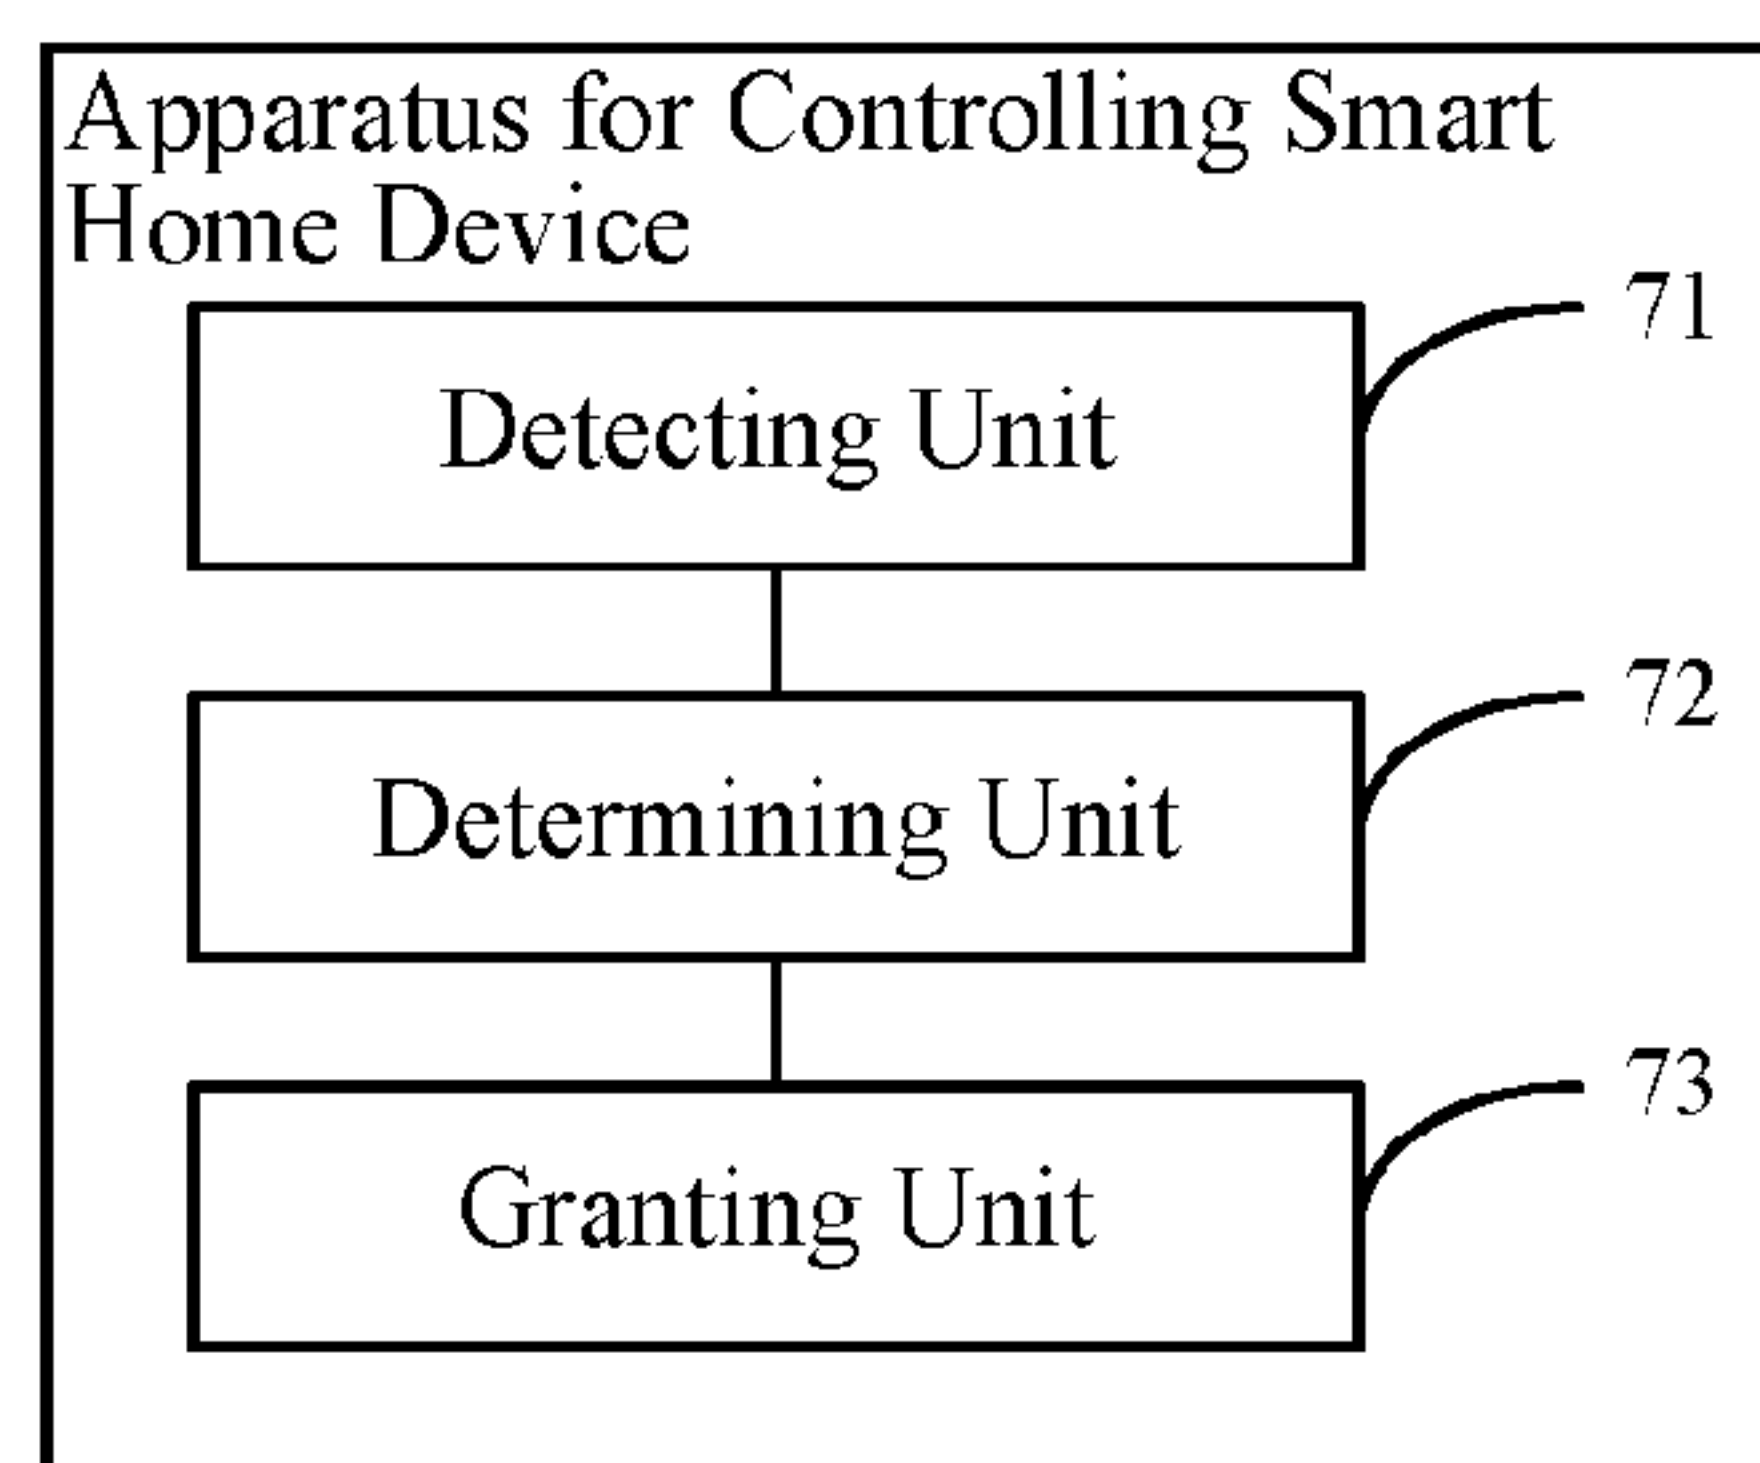 Apparatus for Controlling Smart
Home Device
71
Detecting Unit
72
Determining Unit
73
Granting Unit